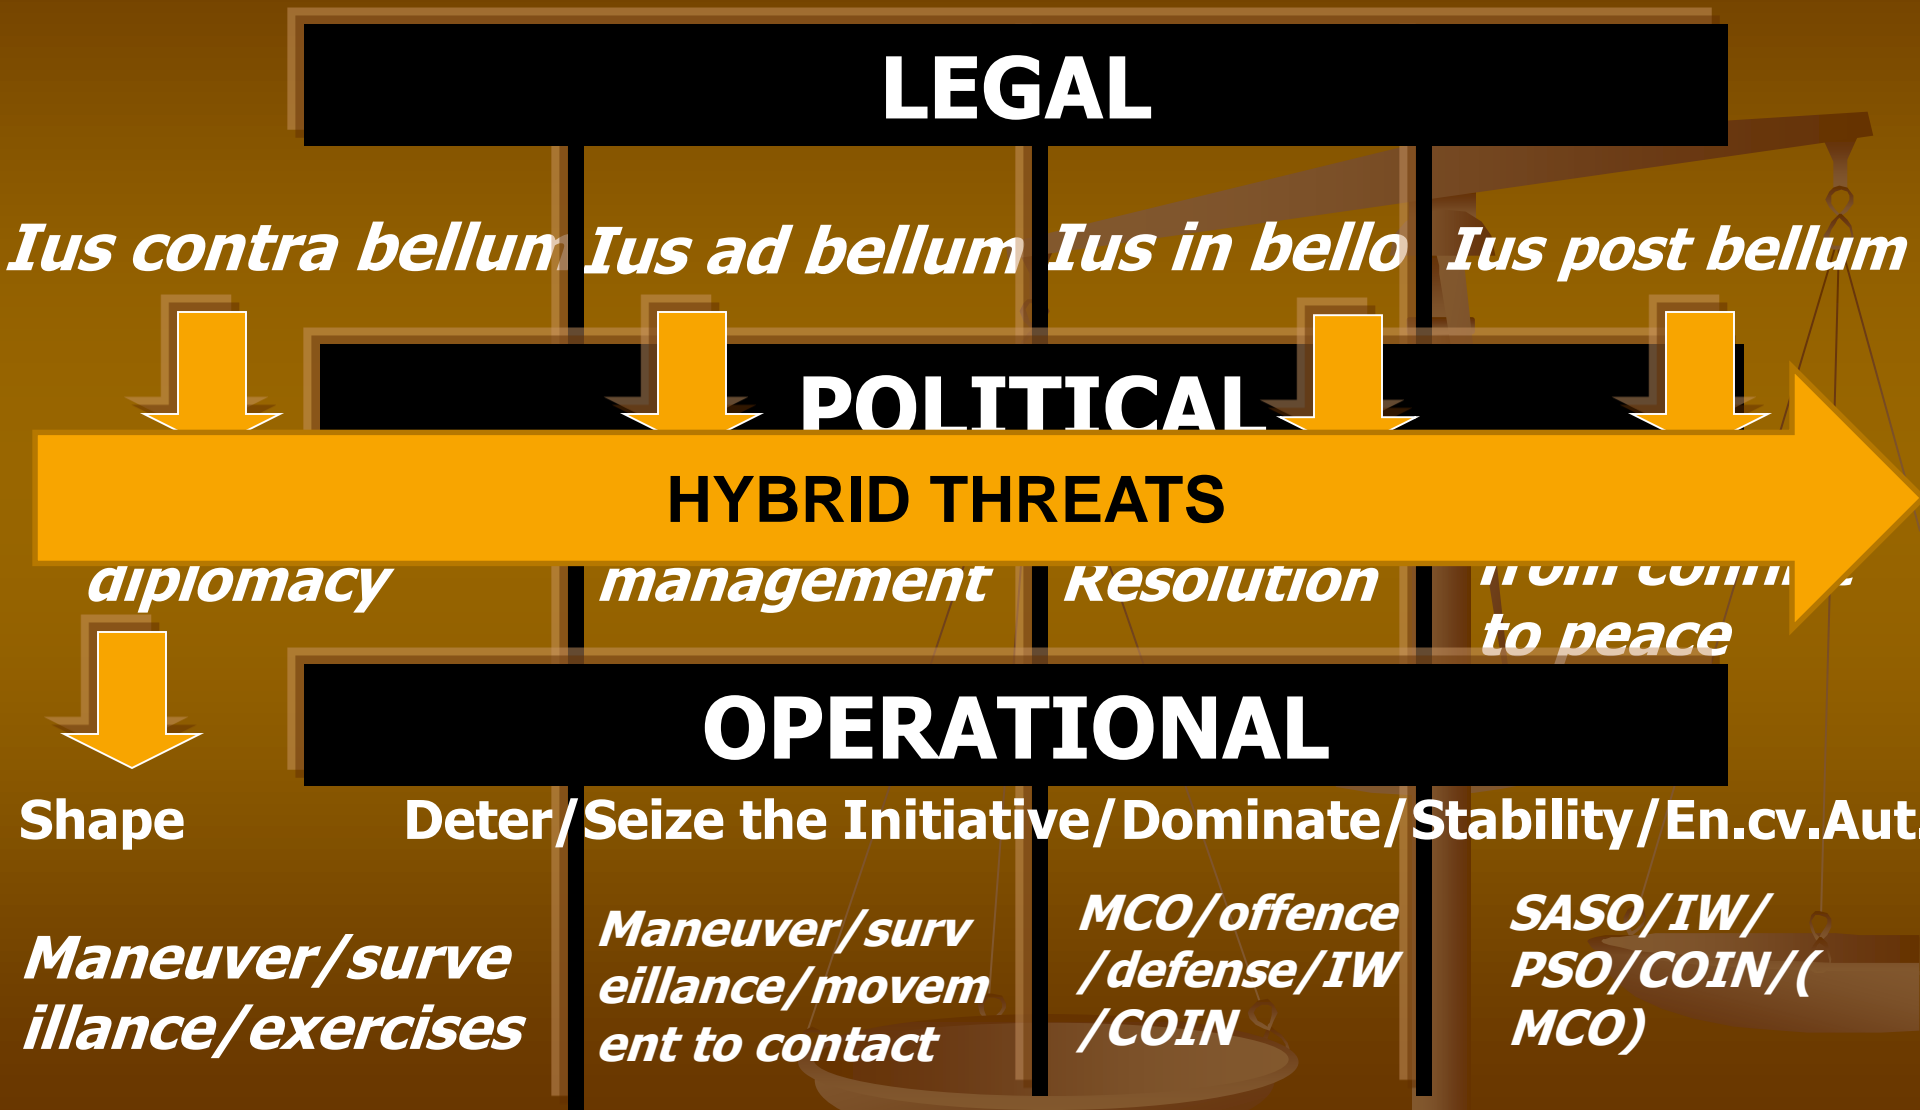 LEGAL
Ius contra bellum
Ius ad bellum
Ius in bello
Ius post bellum
POLITICAL
HYBRID THREATS
diplomacy
management
Resolution
from conflict
to peace
OPERATIONAL
Shape
Deter/Seize the Initiative/Dominate/Stability/En.cv.Aut.
Maneuver/surve
illance/exercises
Maneuver/surv
eillance/movem
ent to contact
MCO/offence
/defense/IW
/COIN
SASO/IW/
PSO/COIN/(
MCO)